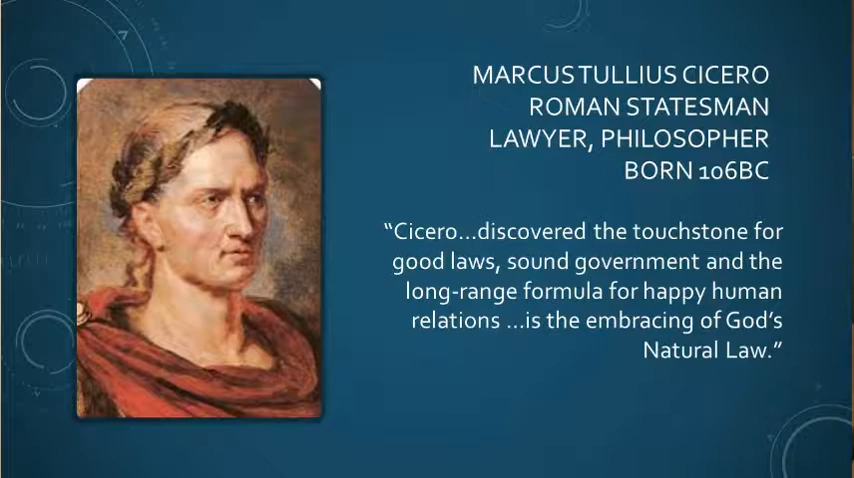 MARCUS TULLIUS CICERO
ROMAN STATESMAN
LAWYER, PHILOSOPHER
BORN 106BC
“Cicero…discovered the touchstone for
good laws, sound government and the
long-range formula for happy human
relations …is the embracing of God’s
Natural Law.”